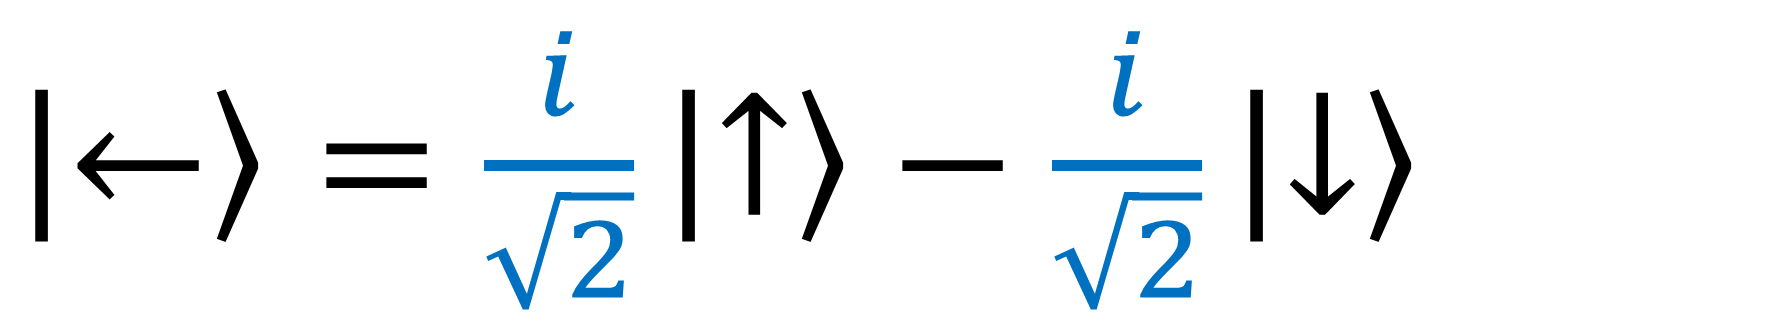 |←⟩ = i/√2 |↑⟩ − i/√2 |↓⟩